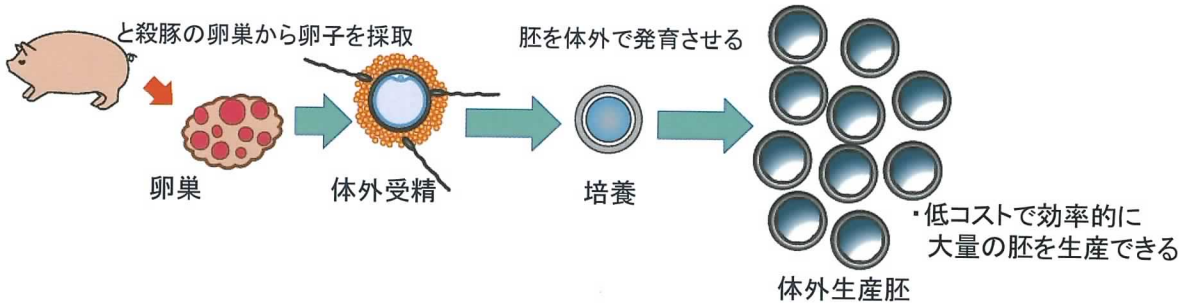 と殺豚の卵巣から卵子を採取
胚を体外で発育させる
卵巣
体外受精
培養
・低コストで効率的に
大量の胚を生産できる
体外生産胚